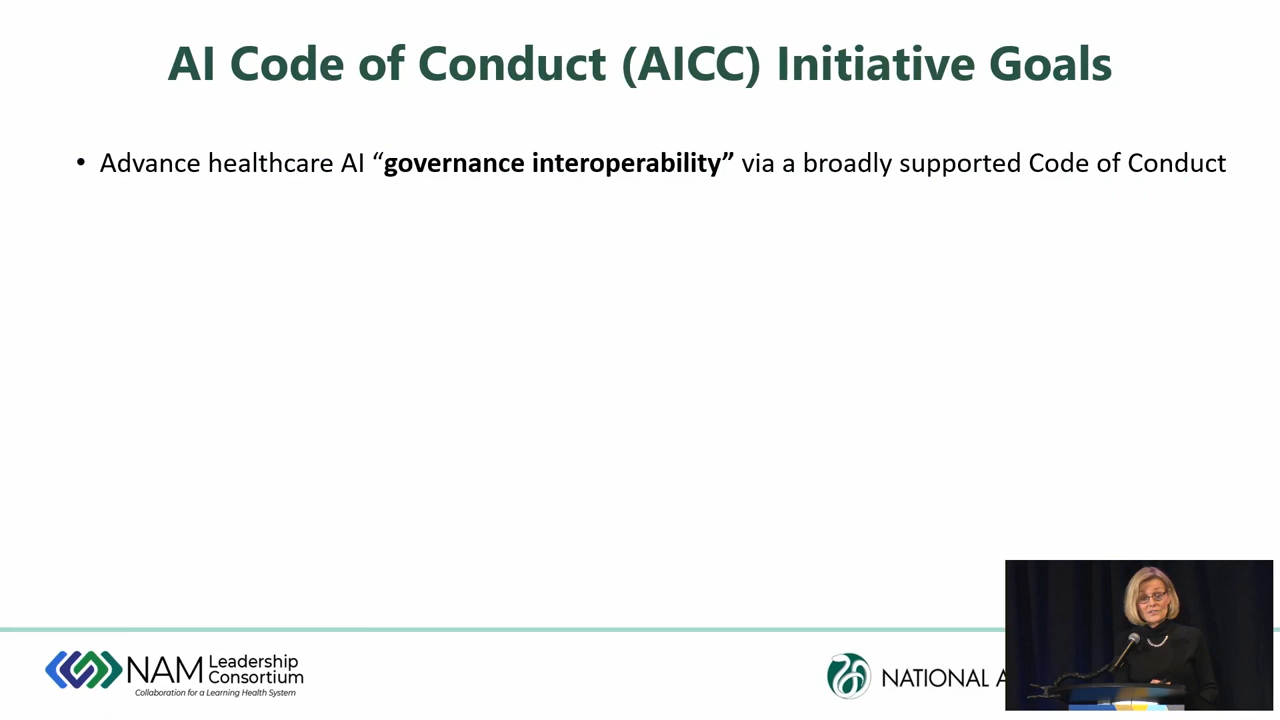 AI Code of Conduct (AICC) Initiative Goals
• Advance healthcare AI “governance interoperability” via a broadly supported Code of Conduct
NAM Leadership Consortium
Collaboration for a Learning Health System
NATIONAL A